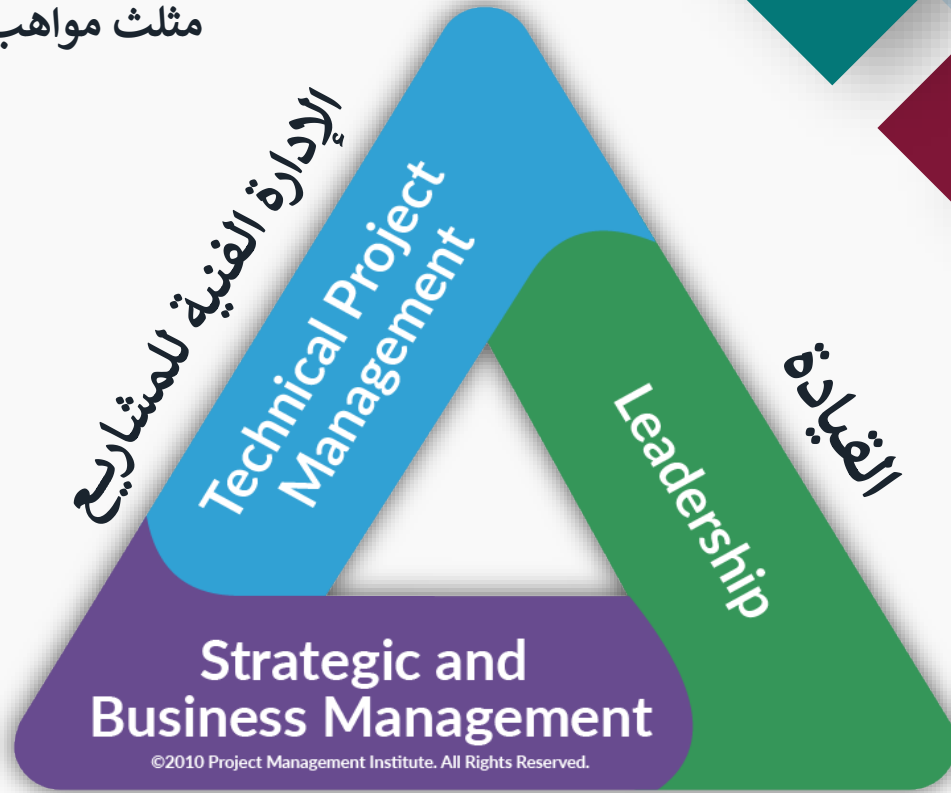 مثلث مواهب
الإدارة الفنية للمشاريع
Technical Project
Management
القيادة
Leadership
Strategic and
Business Management
©2010 Project Management Institute. All Rights Reserved.